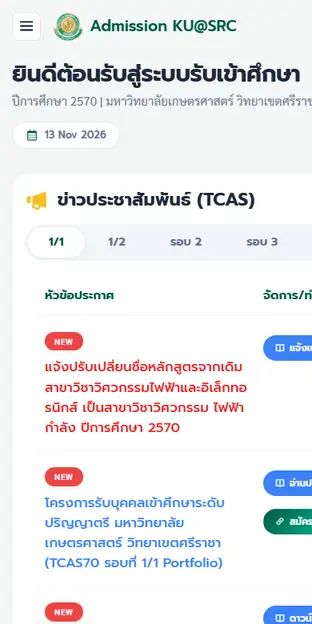 Admission KU@SRC
ยินดีต้อนรับสู่ระบบรับเข้าศึกษา
ปีการศึกษา 2570 | มหาวิทยาลัยเกษตรศาสตร์ วิทยาเขตศรีราช
13 Nov 2026
ข่าวประชาสัมพันธ์ (TCAS)
1/1 1/2 รอบ 2 รอบ 3
หัวข้อประกาศ จัดการ/
NEW
แจ้งปรับเปลี่ยนชื่อหลักสูตรจากเดิม แจ้ง
สาขาวิชาวิศวกรรมไฟฟ้าและอิเล็กทอ
รนิกส์ เป็นสาขาวิชาวิศวกรรม ไฟฟ้า
กำลัง ปีการศึกษา 2570
NEW
อ่าน
โครงการรับบุคคลเข้าศึกษาระดับ
ปริญญาตรี มหาวิทยาลัย สมัคร
เกษตรศาสตร์ วิทยาเขตศรีราชา
(TCAS70 รอบที่ 1/1 Portfolio)
NEW
ดาวน์